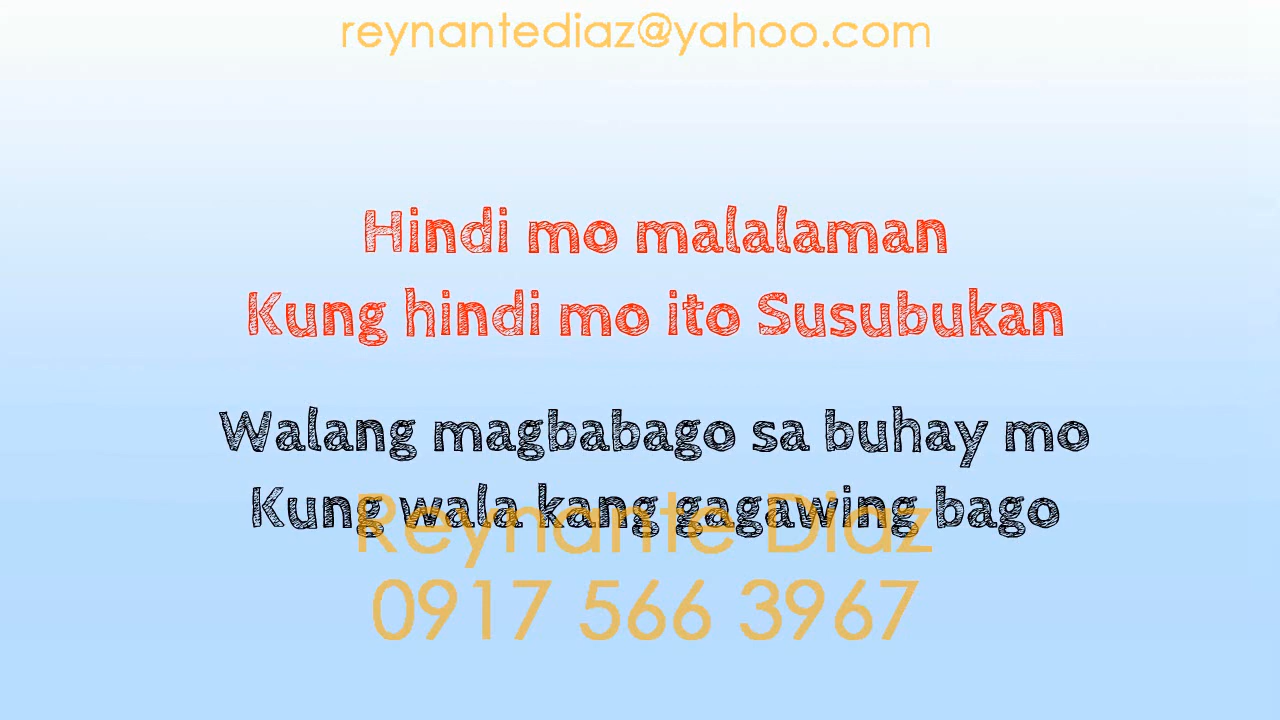 reynantediaz@yahoo.com
Hindi mo malalaman
Kung hindi mo ito Susubukan
Walang magbabago sa buhay mo
Kung wala kang gagawing bago
Reynante Diaz
0917 566 3967